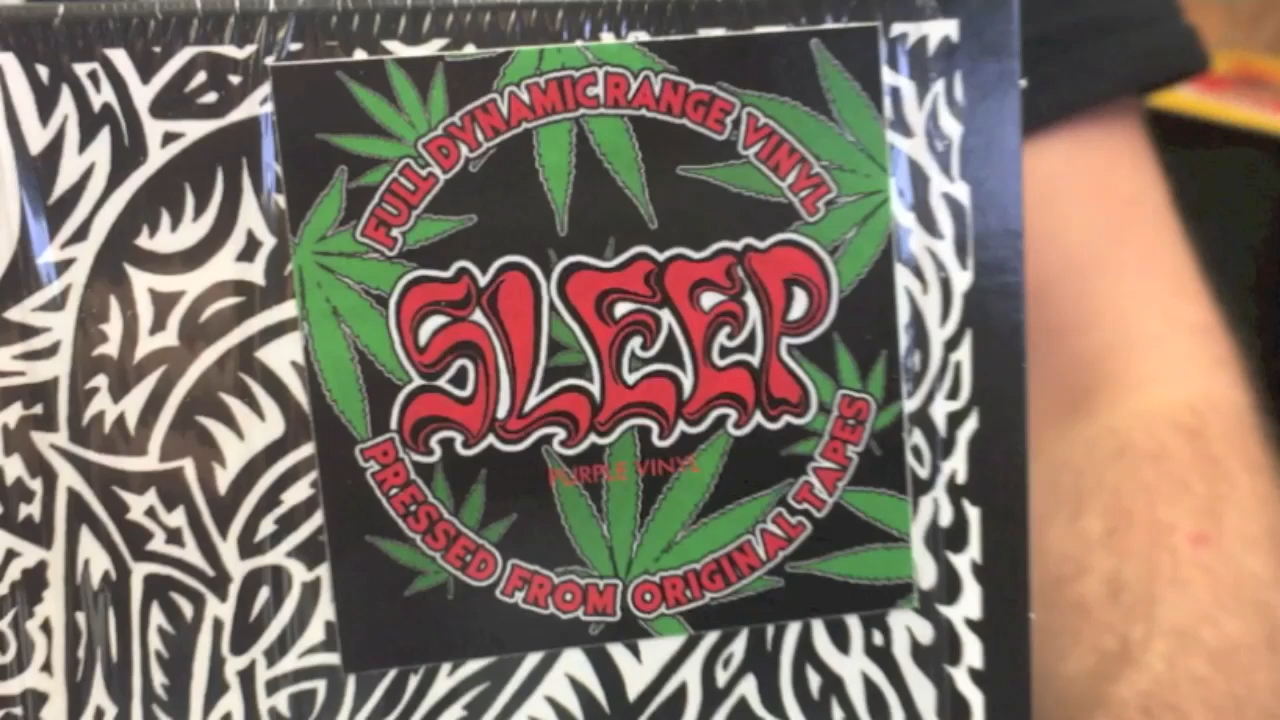 FULL DYNAMIC RANGE VINYL
SLEEP
PURPLE VINYL
PRESSED FROM ORIGINAL TAPES